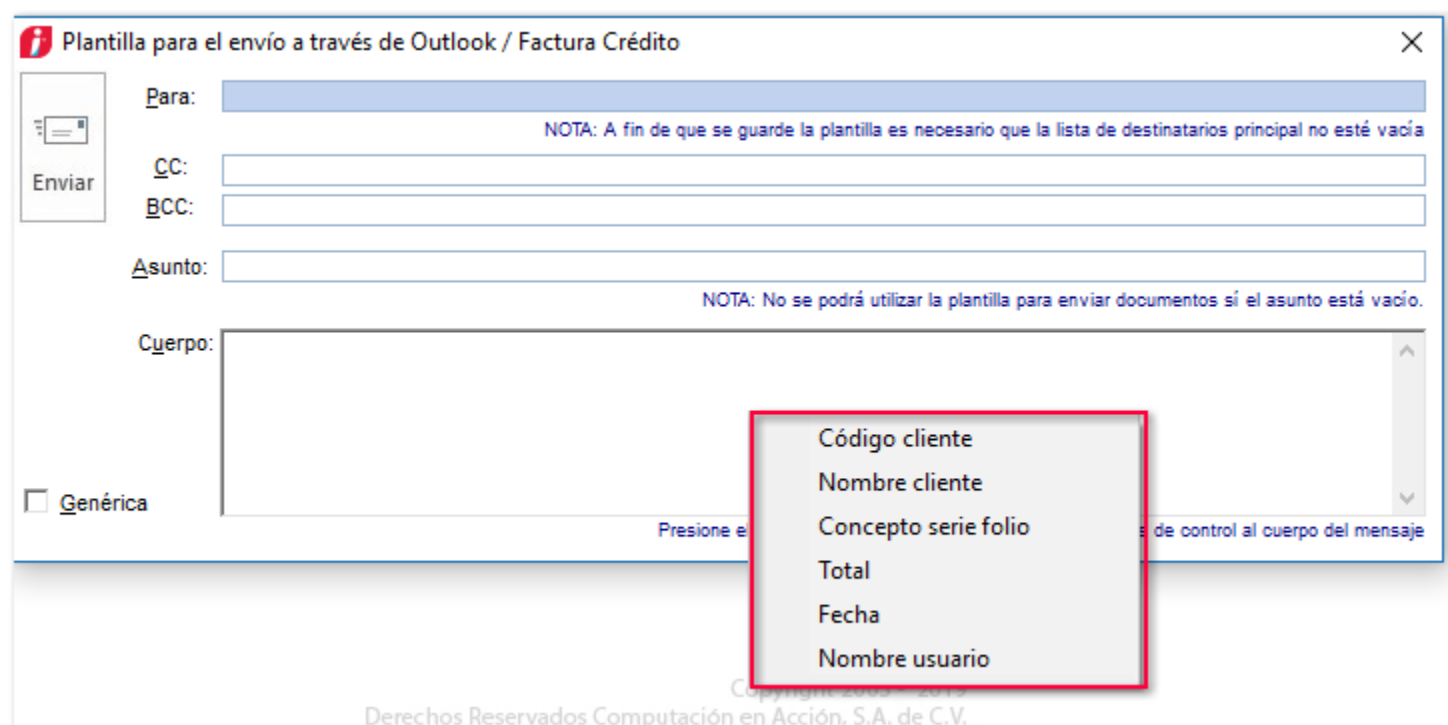 Plantilla para el envío a través de Outlook / Factura Crédito
Para:
NOTA: A fin de que se guarde la plantilla es necesario que la lista de destinatarios principal no esté vacía
Enviar
CC:
BCC:
Asunto:
NOTA: No se podrá utilizar la plantilla para enviar documentos sí el asunto está vacío.
Cuerpo:
Código cliente
Nombre cliente
Genérica
Concepto serie folio
Presione de control al cuerpo del mensaje
Total
Fecha
Nombre usuario
Copyright 2005 - 2019
Derechos Reservados Computación en Acción, S.A. de C.V.